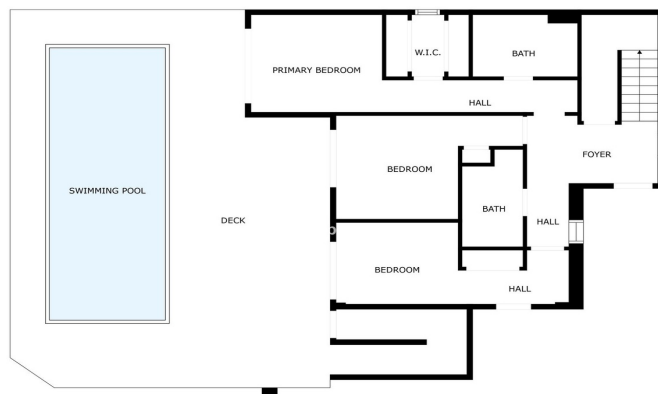 W.I.C.
BATH
PRIMARY BEDROOM
HALL
FOYER
BEDROOM
SWIMMING POOL
BATH
DECK
HALL
BEDROOM
HALL